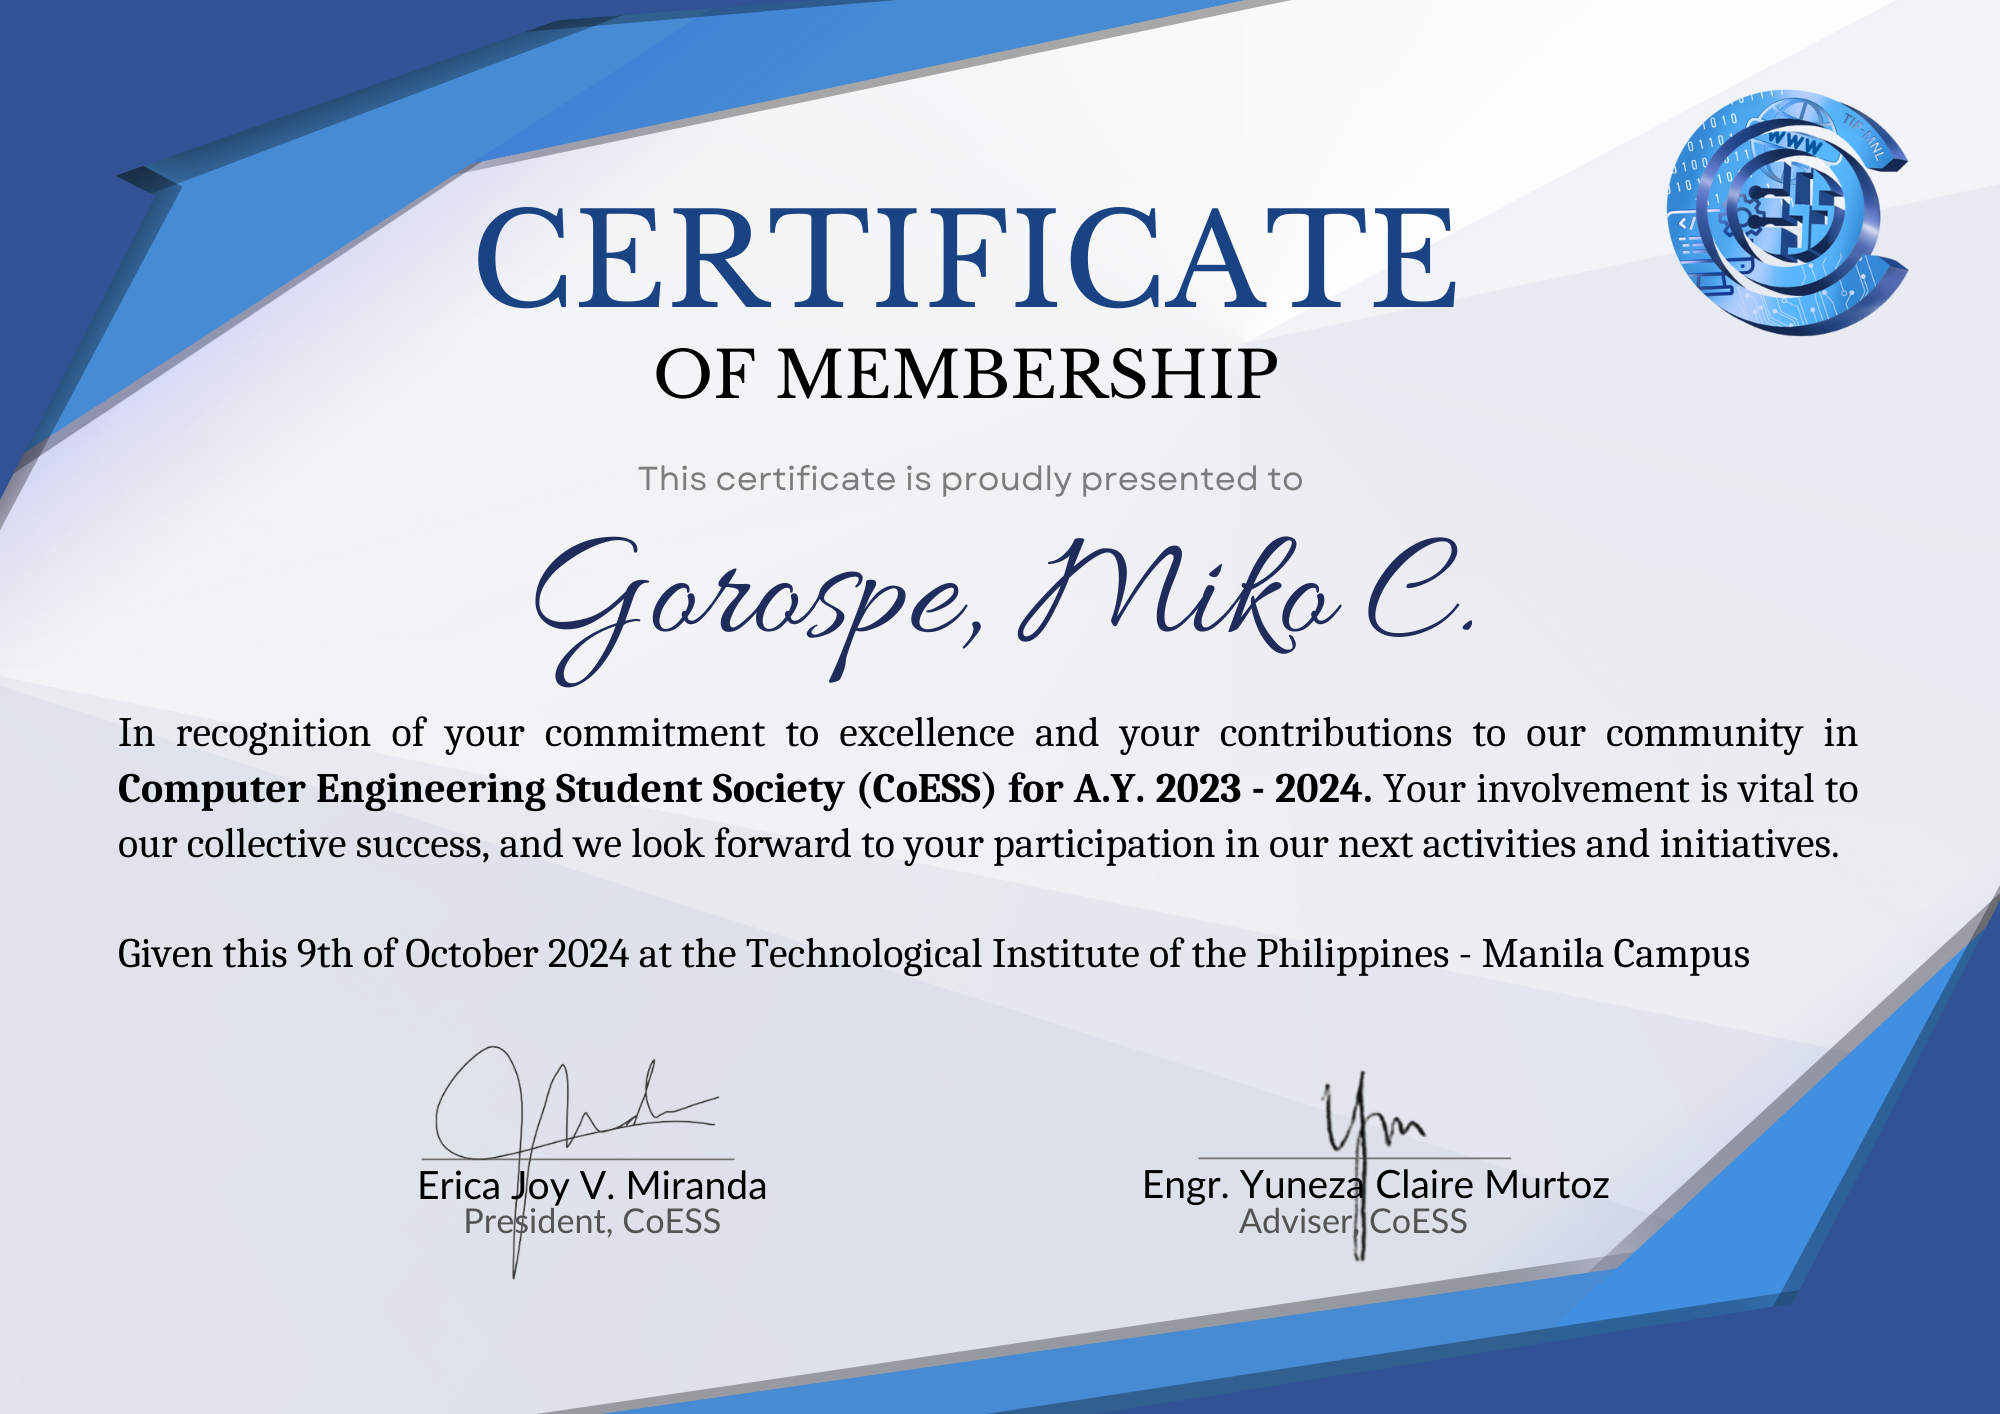 TIP-MNL
WWW
CERTIFICATE
OF MEMBERSHIP
This certificate is proudly presented to
Gorospe, Miko C.
In recognition of your commitment to excellence and your contributions to our community in
Computer Engineering Student Society (CoESS) for A.Y. 2023 - 2024. Your involvement is vital to
our collective success, and we look forward to your participation in our next activities and initiatives.
Given this 9th of October 2024 at the Technological Institute of the Philippines - Manila Campus
Erica Joy V. Miranda
President, CoESS
Engr. Yuneza Claire Murtoz
Adviser, CoESS